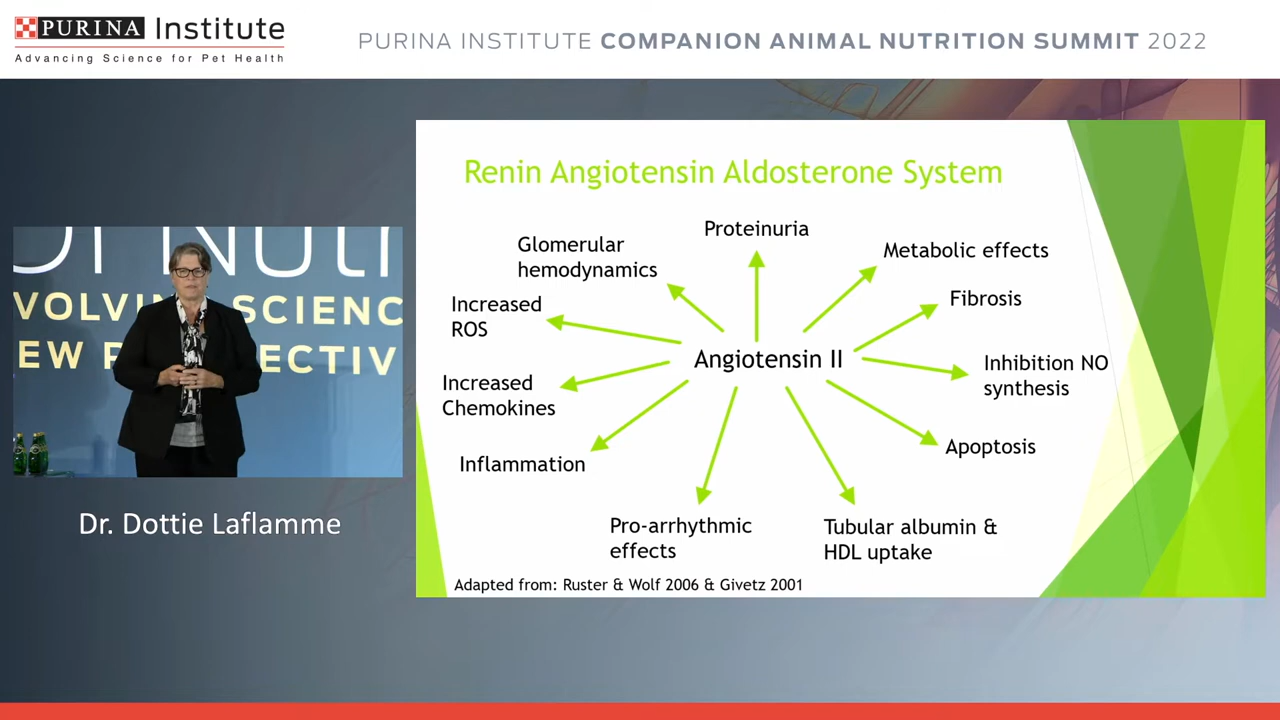 PURINA Institute
Advancing Science for Pet Health
PURINA INSTITUTE COMPANION ANIMAL NUTRITION SUMMIT 2022
VOLVING SCIENC
EW P ECTIV
Dr. Dottie Laflamme
Renin Angiotensin Aldosterone System
Proteinuria
Glomerular
hemodynamics
Metabolic effects
Increased
ROS
Fibrosis
Angiotensin II
Inhibition NO
synthesis
Increased
Chemokines
Apoptosis
Inflammation
Pro-arrhythmic
effects
Tubular albumin &
HDL uptake
Adapted from: Ruster & Wolf 2006 & Givetz 2001